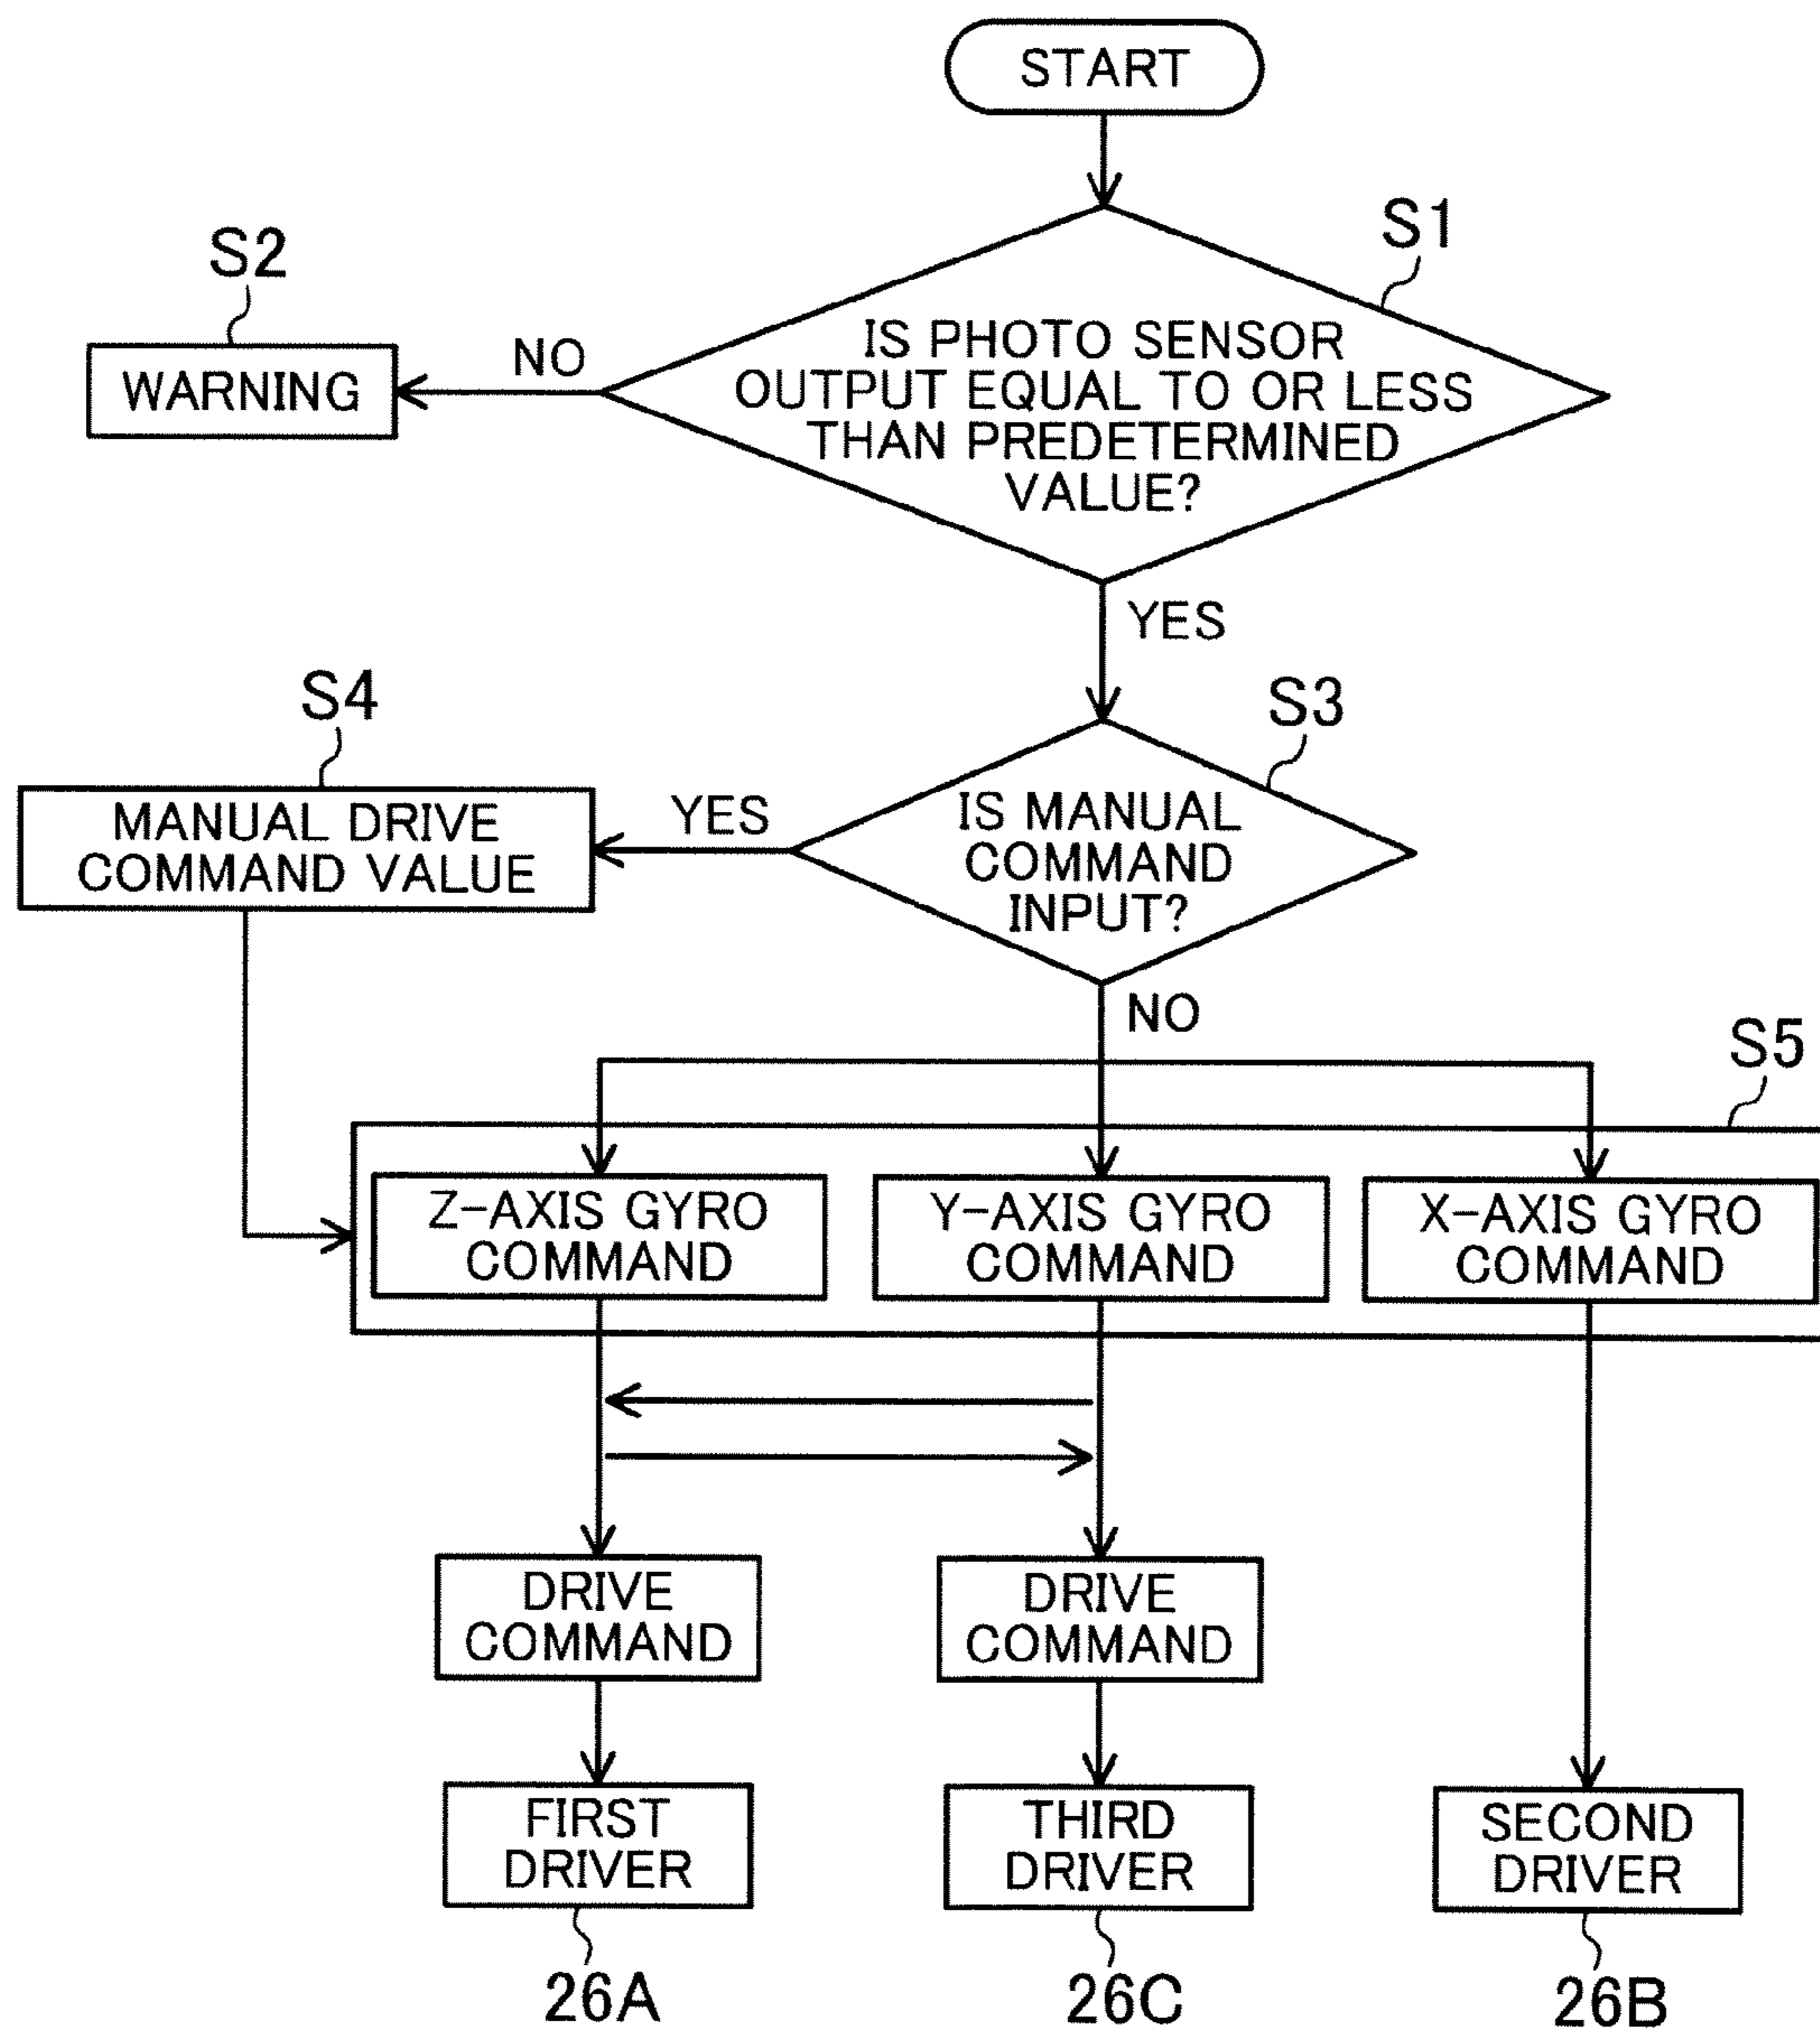 START
S1
S2
IS PHOTO SENSOR
OUTPUT EQUAL TO OR LESS
THAN PREDETERMINED
VALUE?
NO
WARNING
YES
S3
S4
IS MANUAL
COMMAND
INPUT?
YES
MANUAL DRIVE
COMMAND VALUE
NO
S5
Z-AXIS GYRO
COMMAND
Y-AXIS GYRO
COMMAND
X-AXIS GYRO
COMMAND
DRIVE
COMMAND
DRIVE
COMMAND
FIRST
DRIVER
THIRD
DRIVER
SECOND
DRIVER
26A
26C
26B